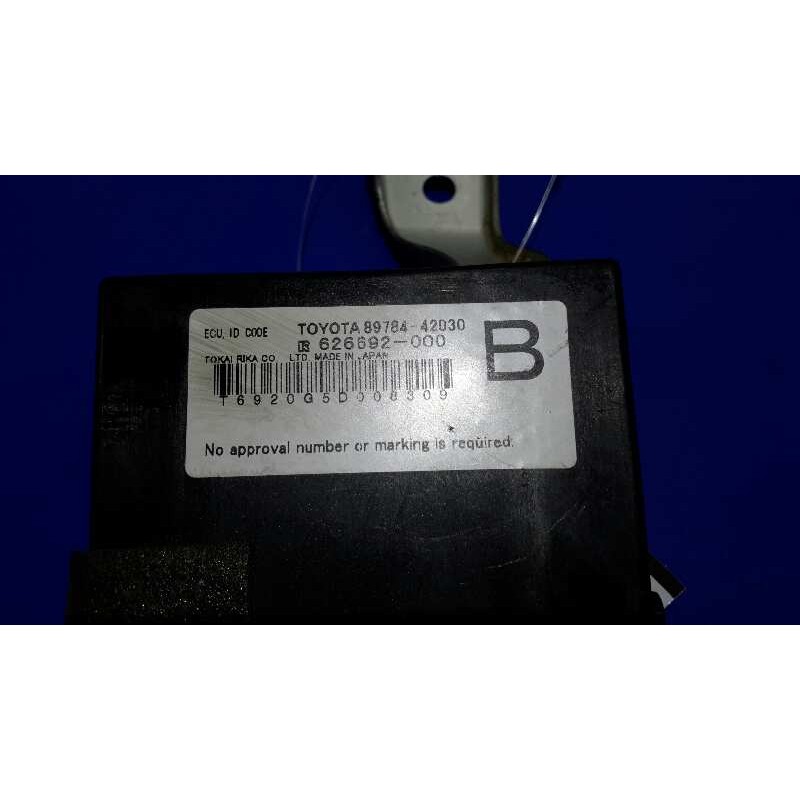 ECU, ID CODE TOYOTA 89784-42030
626692-000 B
TOKAI RIKA CO., LTD. MADE IN JAPAN
T6920G5D008309
No approval number or marking is required.